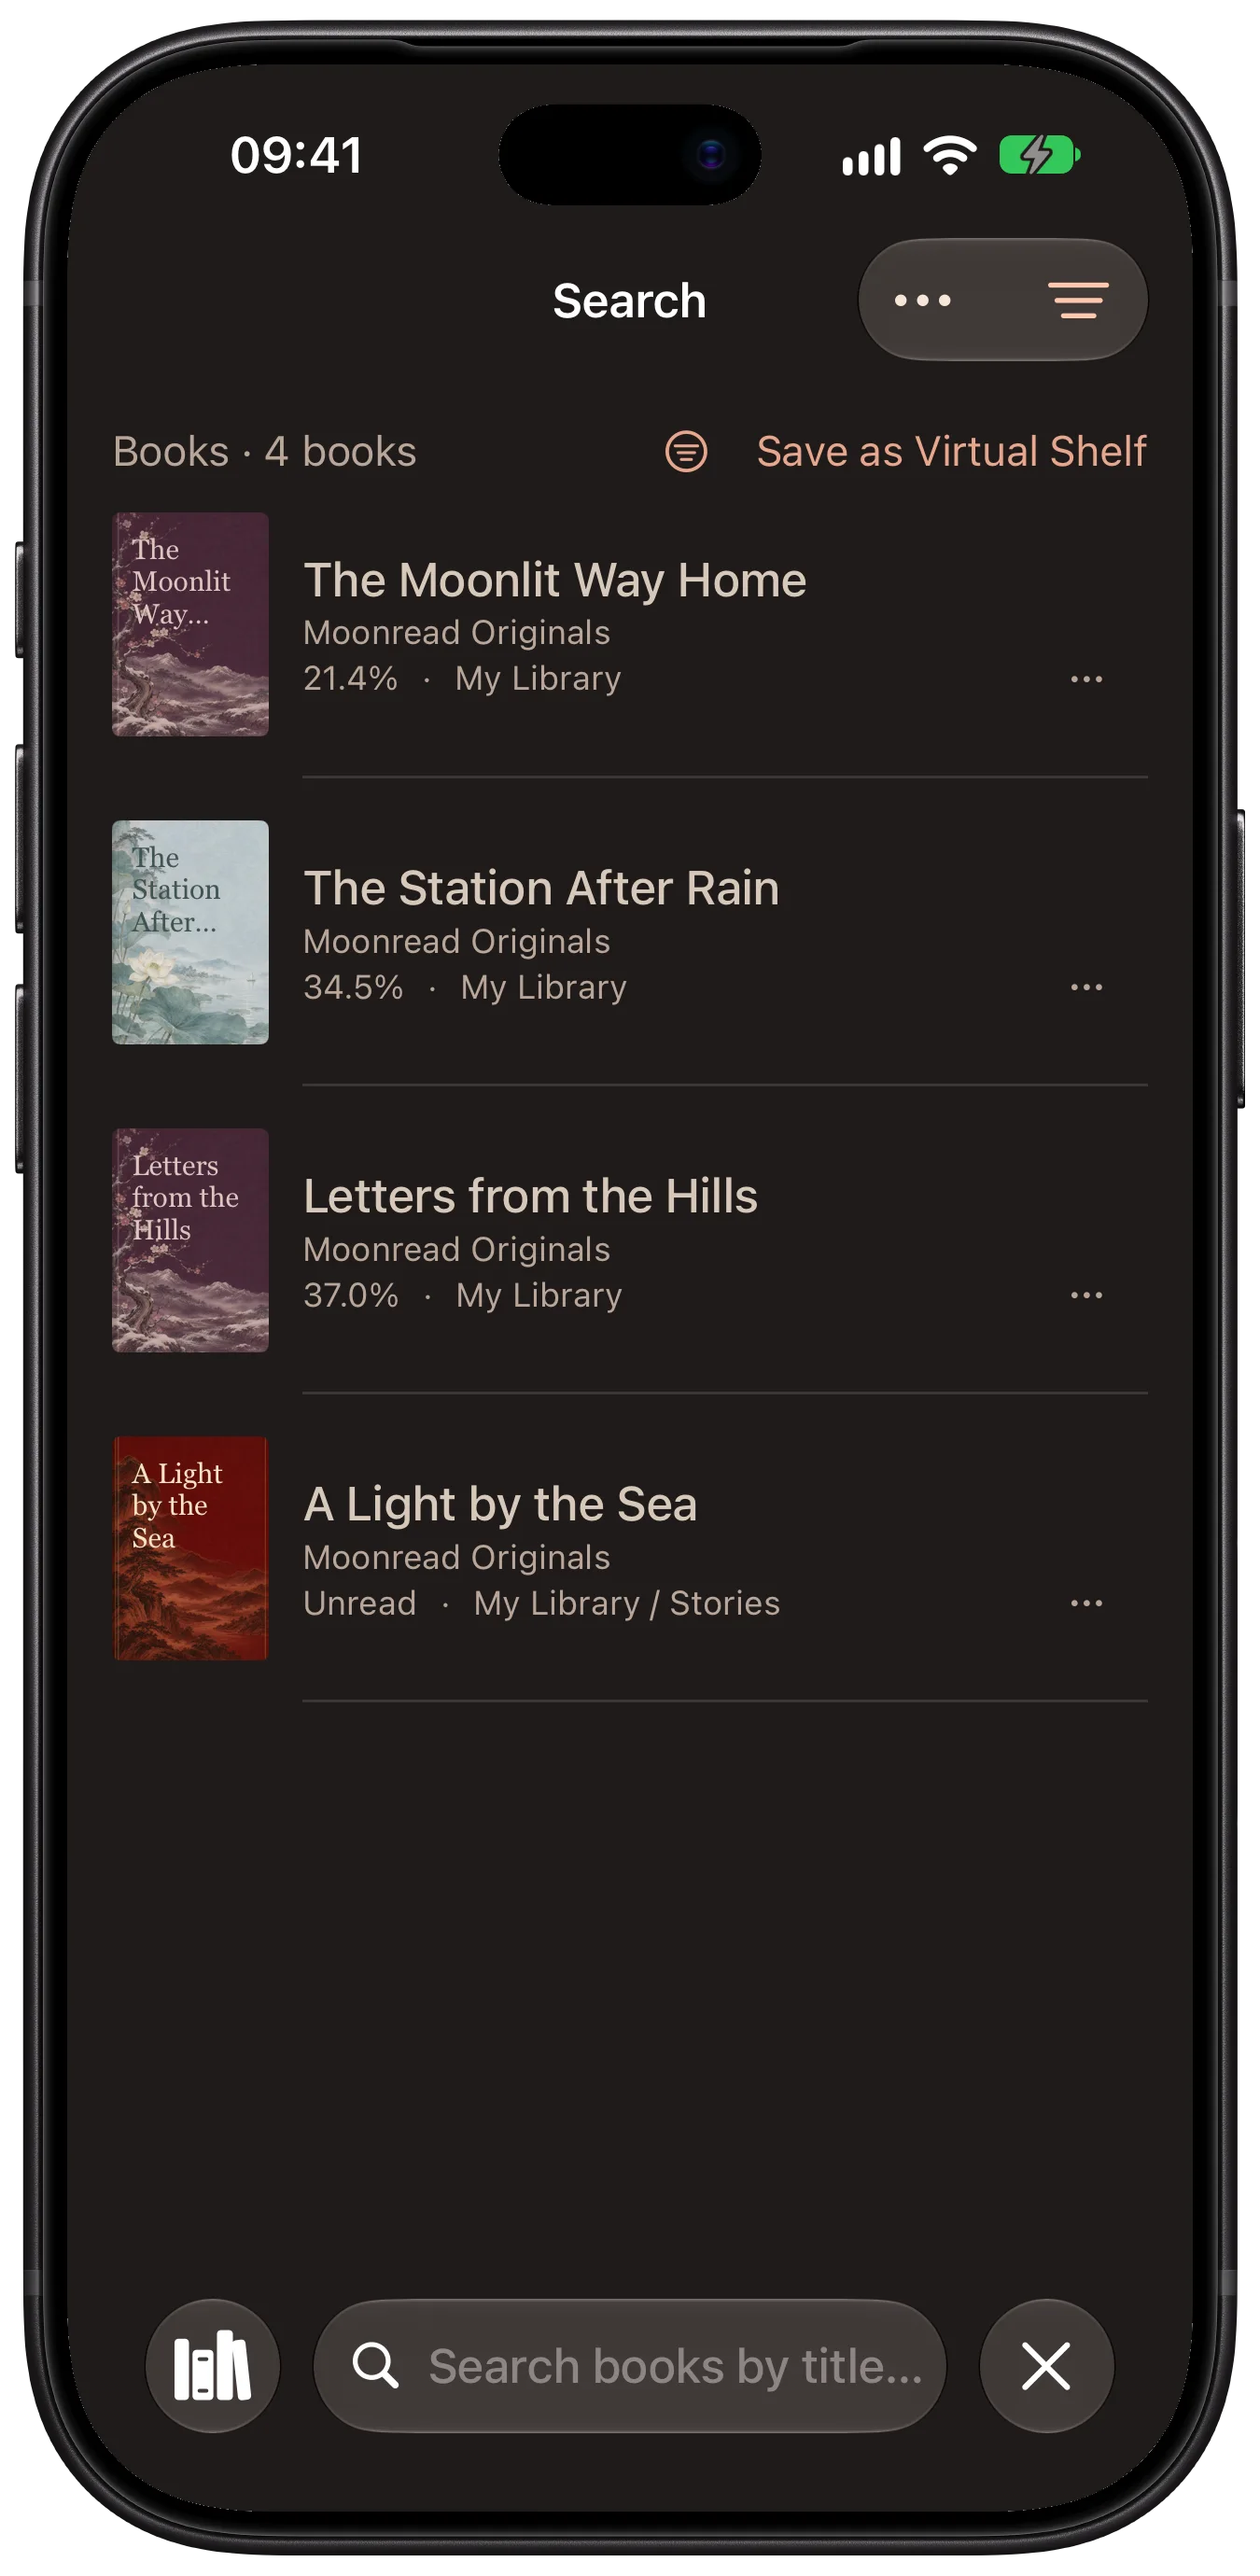 09:41
Search
Books · 4 books
Save as Virtual Shelf
The
Moonlit
Way...
The Moonlit Way Home
Moonread Originals
21.4% · My Library
The
Station
After...
The Station After Rain
Moonread Originals
34.5% · My Library
Letters
from the
Hills
Letters from the Hills
Moonread Originals
37.0% · My Library
A Light
by the
Sea
A Light by the Sea
Moonread Originals
Unread · My Library / Stories
Search books by title...